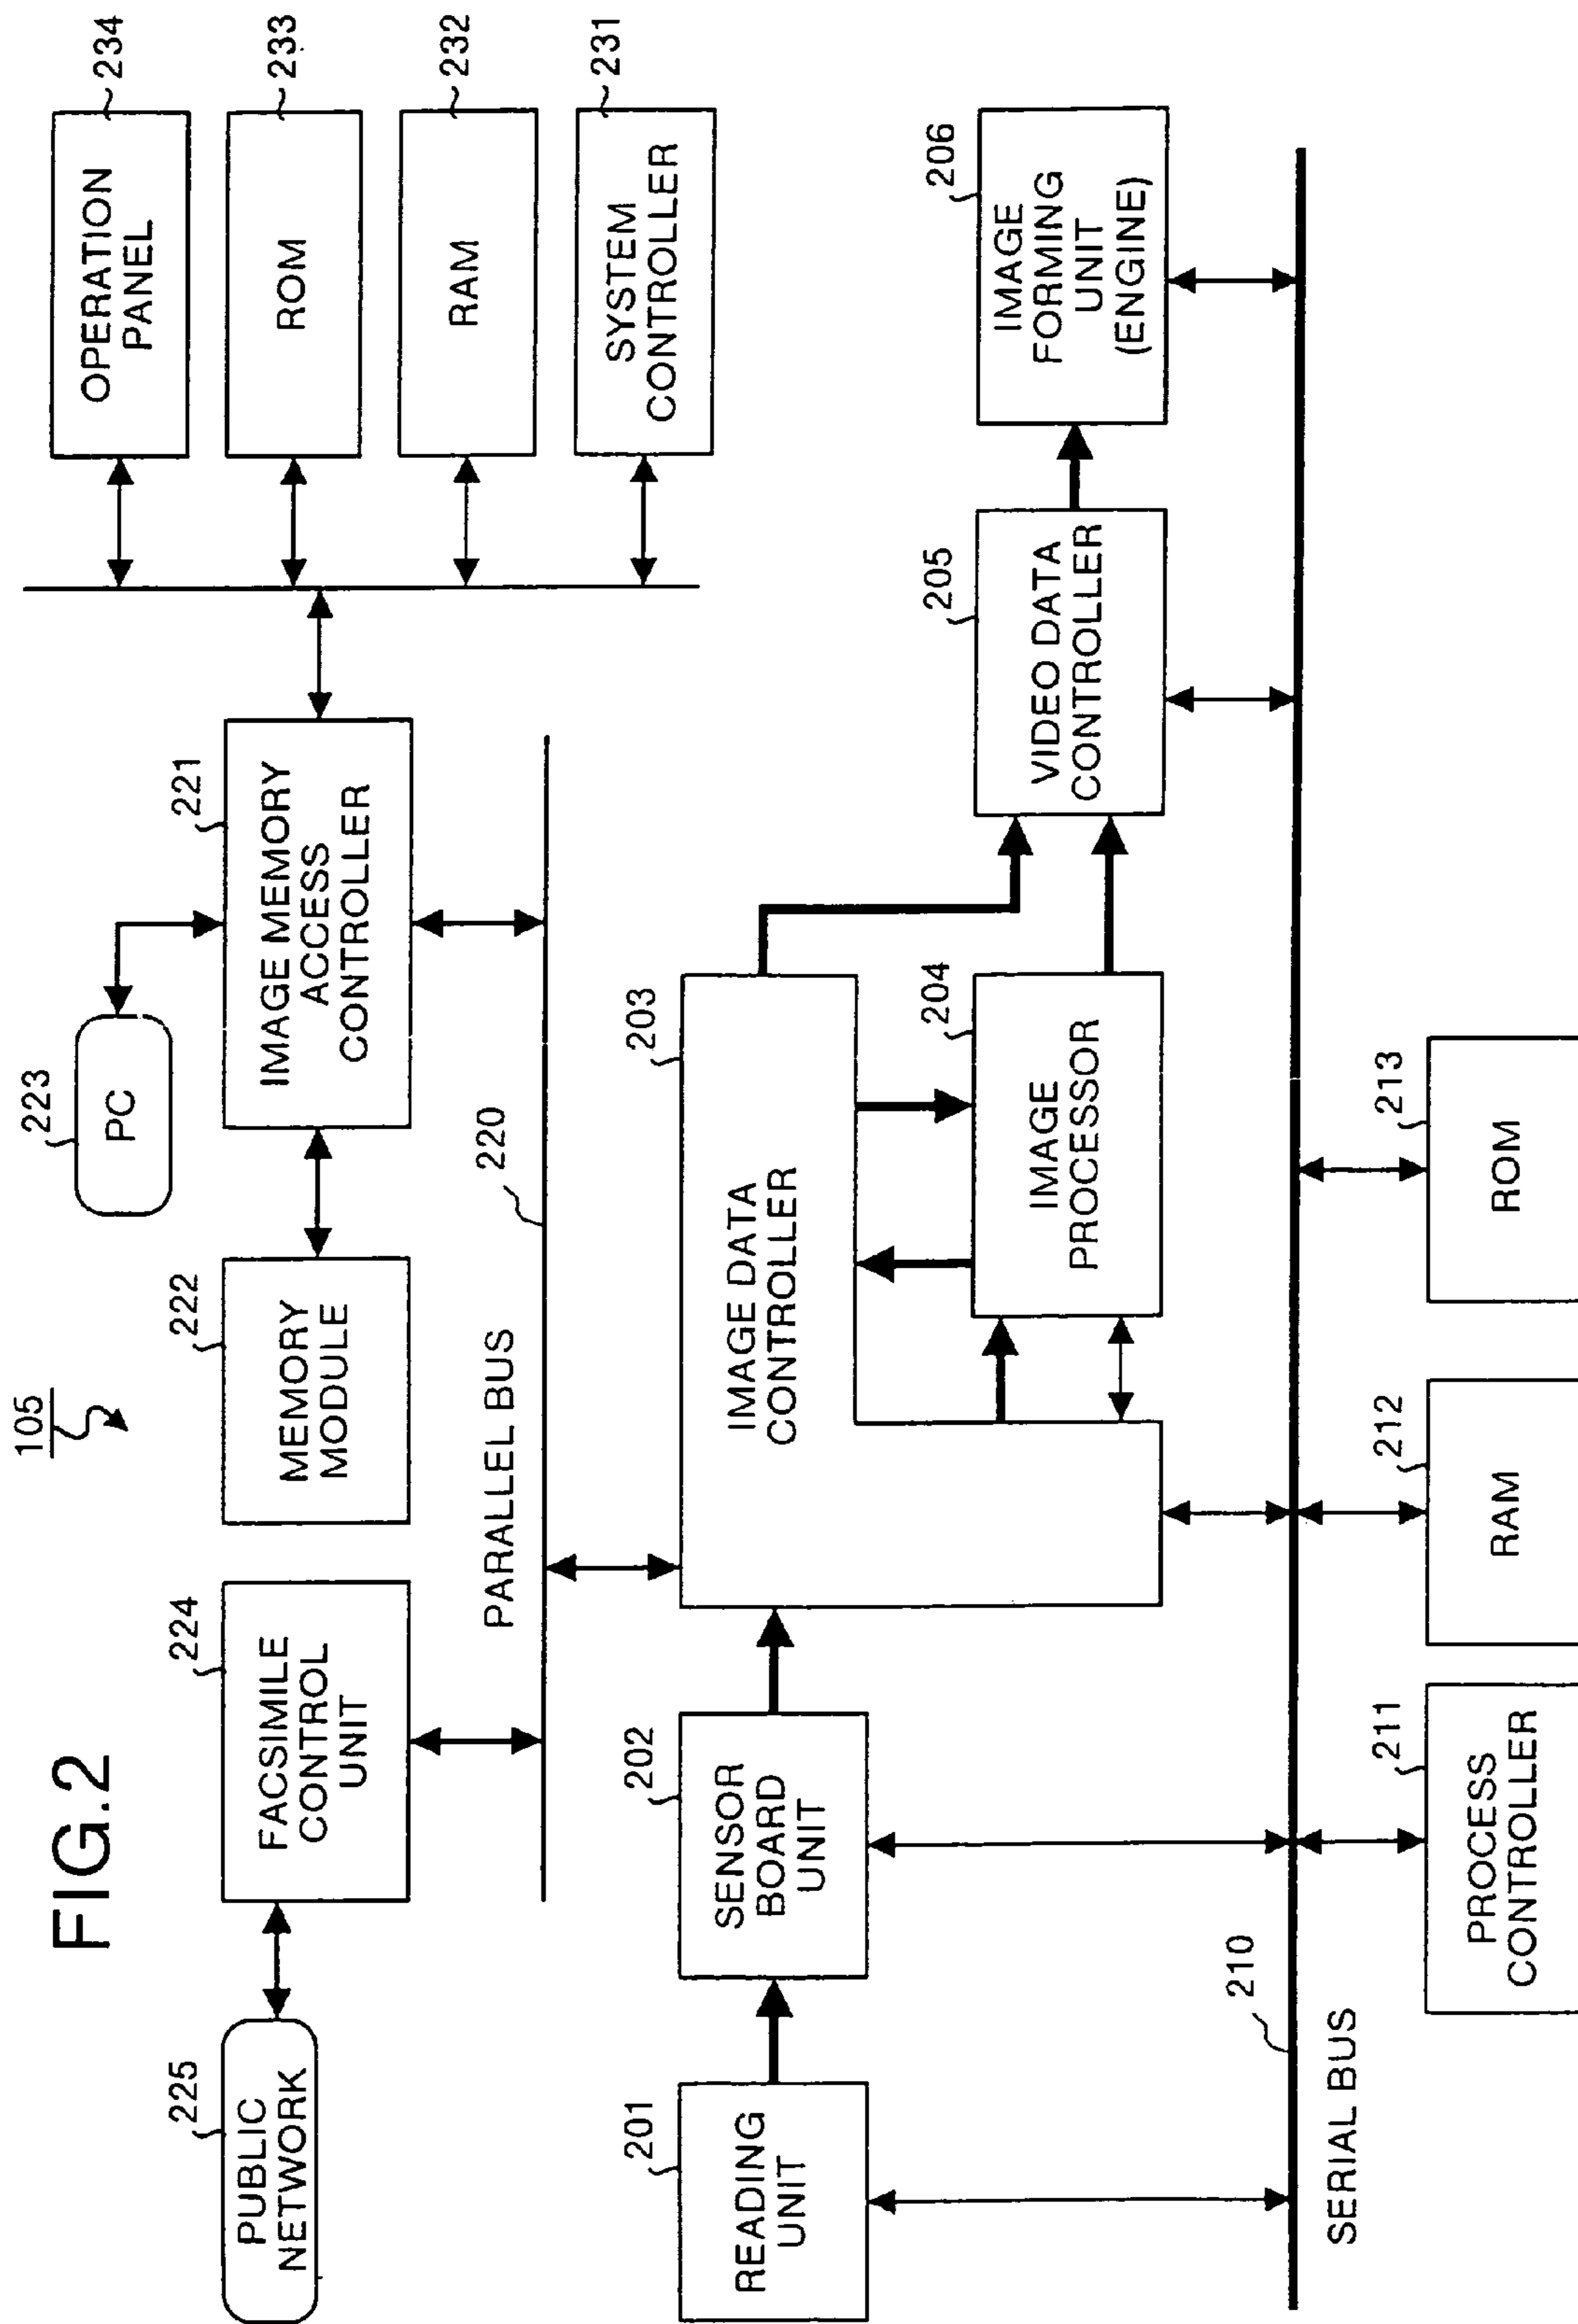 FIG.2
105
225
PUBLIC
NETWORK
224
FACSIMILE
CONTROL
UNIT
222
MEMORY
MODULE
223
PC
221
IMAGE MEMORY
ACCESS
CONTROLLER
234
OPERATION
PANEL
233
ROM
232
RAM
231
SYSTEM
CONTROLLER
PARALLEL BUS
220
201
READING
UNIT
202
SENSOR
BOARD
UNIT
203
IMAGE DATA
CONTROLLER
204
IMAGE
PROCESSOR
205
VIDEO DATA
CONTROLLER
206
IMAGE
FORMING
UNIT
(ENGINE)
210
SERIAL BUS
211
PROCESS
CONTROLLER
212
RAM
213
ROM